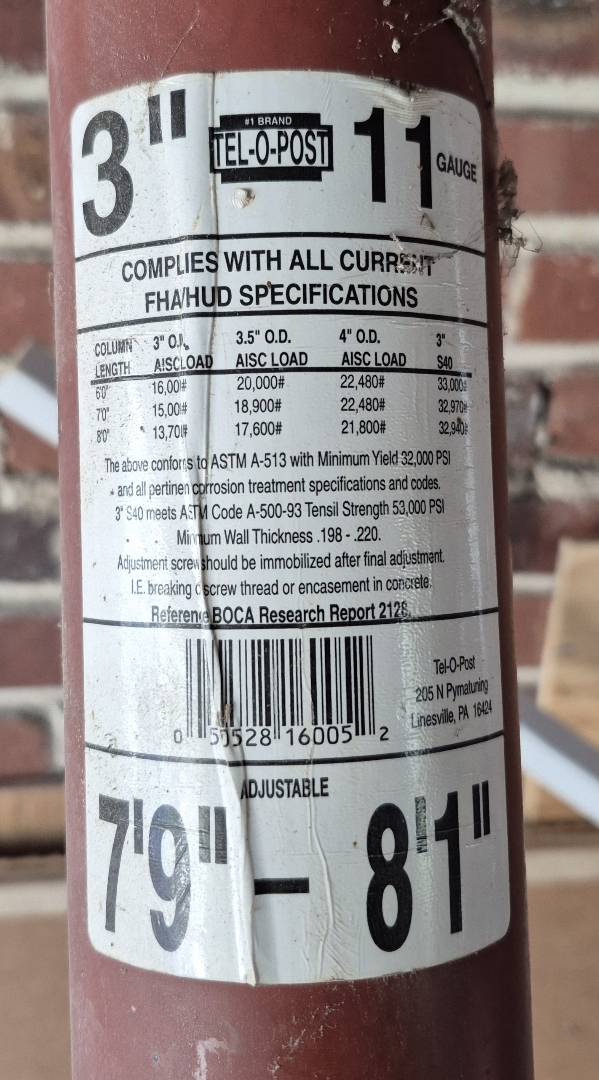 3" #1 BRAND TEL-O-POST 11 GAUGE
COMPLIES WITH ALL CURRENT
FHA/HUD SPECIFICATIONS
COLUMN 3" O.D. 3.5" O.D. 4" O.D. 3"
LENGTH AISC LOAD AISC LOAD AISC LOAD S40
6'0" 16,00# 20,000# 22,480# 33,000#
7'0" 15,00# 18,900# 22,480# 32,970#
8'0" 13,70# 17,600# 21,800# 32,940#
The above conforms to ASTM A-513 with Minimum Yield 32,000 PSI
and all pertinent corrosion treatment specifications and codes.
3" S40 meets ASTM Code A-500-93 Tensil Strength 53,000 PSI
Minimum Wall Thickness .198 - .220.
Adjustment screw should be immobilized after final adjustment.
I.E. breaking screw thread or encasement in concrete.
Reference BOCA Research Report 2128.
Tel-O-Post
205 N Pymatuning
Linesville, PA 16424
0 51528 16005 2
ADJUSTABLE
7'9" - 8'1"